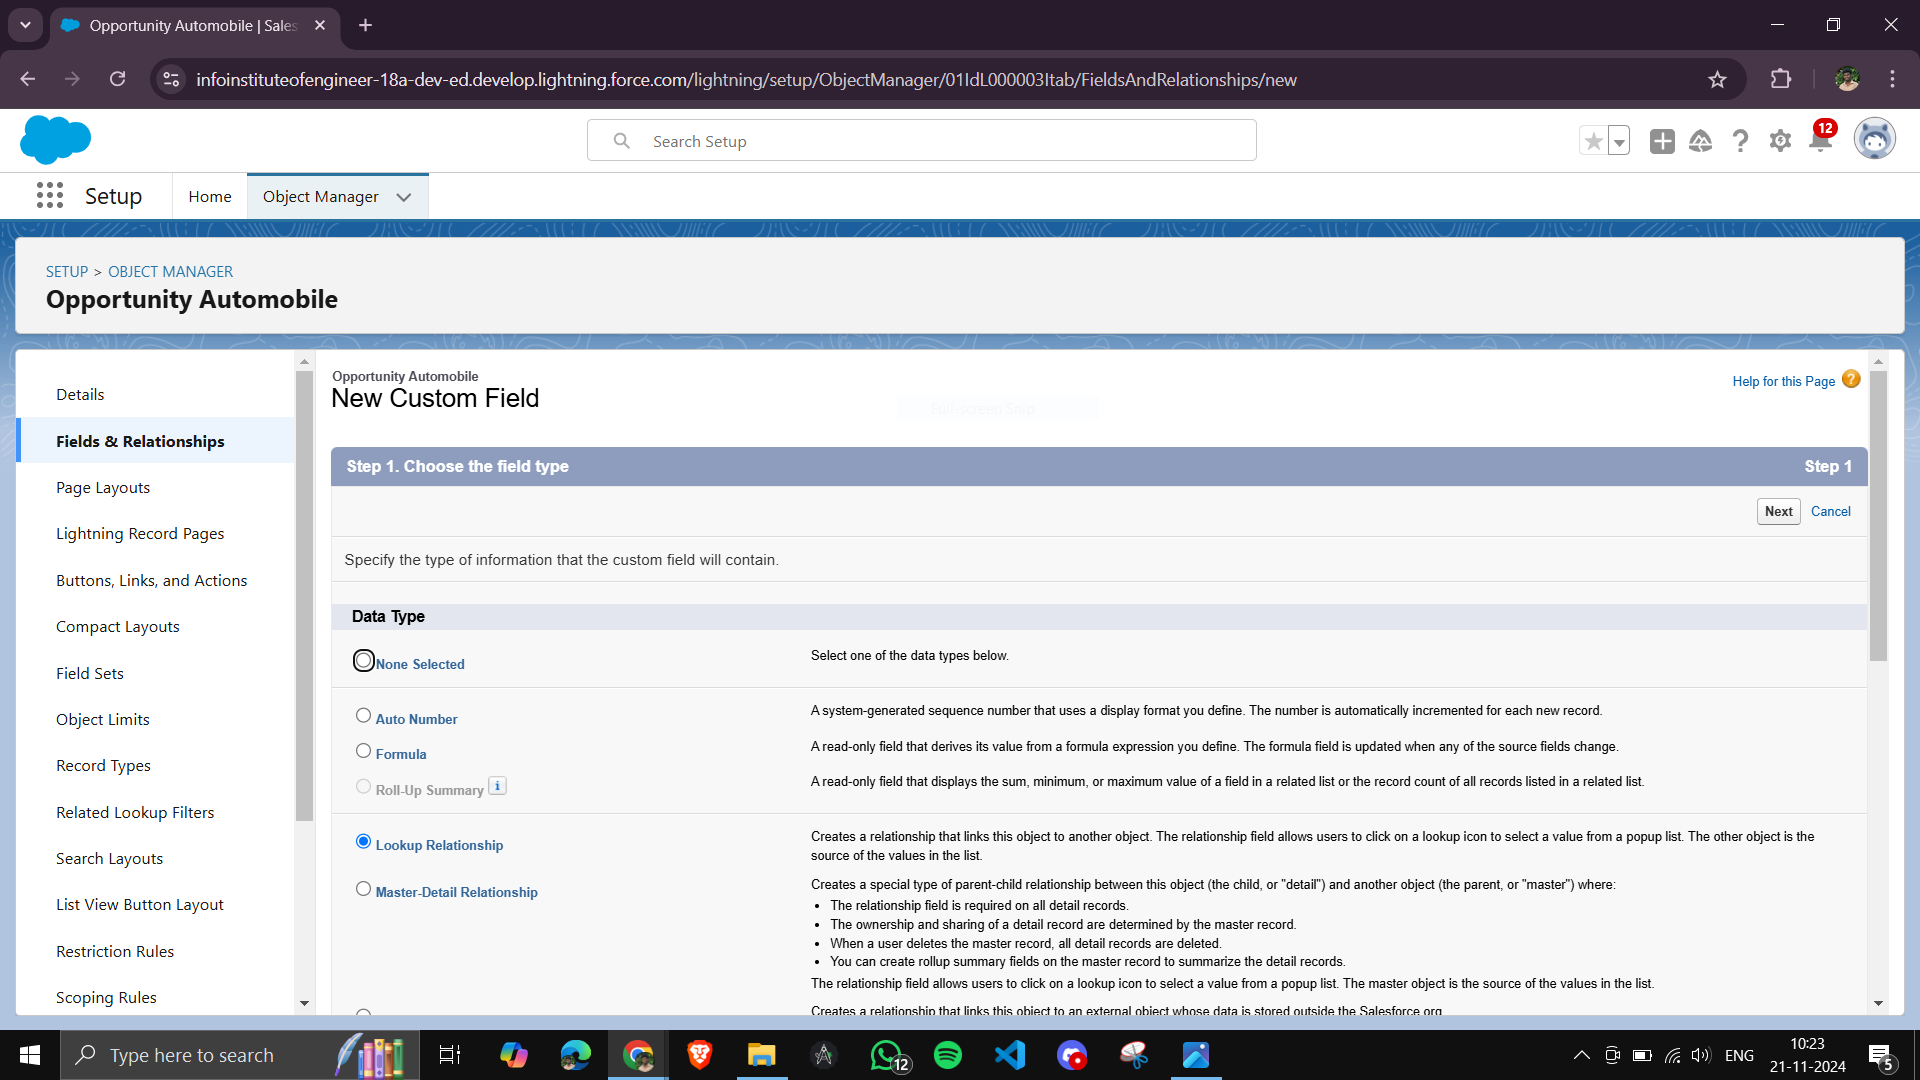 Opportunity Automobile | Sales
infoinstituteofengineer-18a-dev-ed.develop.lightning.force.com/lightning/setup/ObjectManager/01IdL000003Itab/FieldsAndRelationships/new
Search Setup
12
Setup
Home
Object Manager
SETUP > OBJECT MANAGER
Opportunity Automobile
Details
Fields & Relationships
Page Layouts
Lightning Record Pages
Buttons, Links, and Actions
Compact Layouts
Field Sets
Object Limits
Record Types
Related Lookup Filters
Search Layouts
List View Button Layout
Restriction Rules
Scoping Rules
Opportunity Automobile
New Custom Field
Help for this Page
Full-screen Snip
Step 1. Choose the field type
Step 1
Next
Cancel
Specify the type of information that the custom field will contain.
Data Type
None Selected
Select one of the data types below.
Auto Number
A system-generated sequence number that uses a display format you define. The number is automatically incremented for each new record.
Formula
A read-only field that derives its value from a formula expression you define. The formula field is updated when any of the source fields change.
Roll-Up Summary
A read-only field that displays the sum, minimum, or maximum value of a field in a related list or the record count of all records listed in a related list.
Lookup Relationship
Creates a relationship that links this object to another object. The relationship field allows users to click on a lookup icon to select a value from a popup list. The other object is the
source of the values in the list.
Master-Detail Relationship
Creates a special type of parent-child relationship between this object (the child, or "detail") and another object (the parent, or "master") where:
• The relationship field is required on all detail records.
• The ownership and sharing of a detail record are determined by the master record.
• When a user deletes the master record, all detail records are deleted.
• You can create rollup summary fields on the master record to summarize the detail records.
The relationship field allows users to click on a lookup icon to select a value from a popup list. The master object is the source of the values in the list.
Creates a relationship that links this object to an external object whose data is stored outside the Salesforce org.
Type here to search
12
ENG
10:23
21-11-2024
5